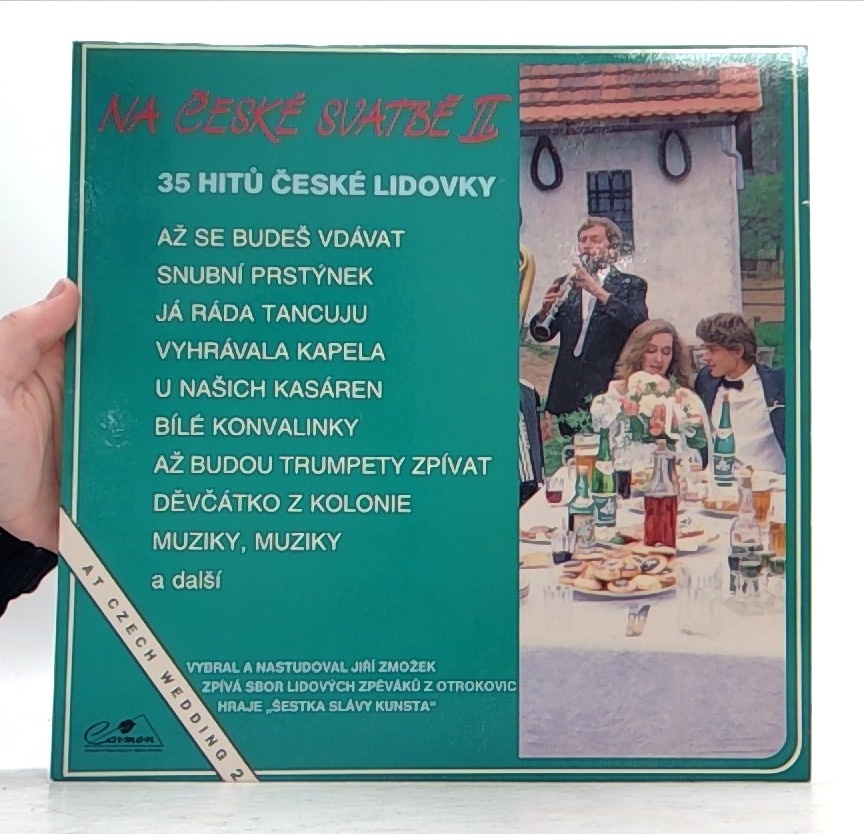 NA ČESKÉ SVATBĚ II.
35 HITŮ ČESKÉ LIDOVKY
AŽ SE BUDEŠ VDÁVAT
SNUBNÍ PRSTÝNEK
JÁ RÁDA TANCUJU
VYHRÁVALA KAPELA
U NAŠICH KASÁREN
BÍLÉ KONVALINKY
AŽ BUDOU TRUMPETY ZPÍVAT
DĚVČÁTKO Z KOLONIE
MUZIKY, MUZIKY
a další
AT CZECH WEDDING 2
VYBRAL A NASTUDOVAL JIŘÍ ZMOŽEK
ZPÍVÁ SBOR LIDOVÝCH ZPĚVÁKŮ Z OTROKOVIC
HRAJE „ŠESTKA SLÁVY KUNSTA"
Carmen